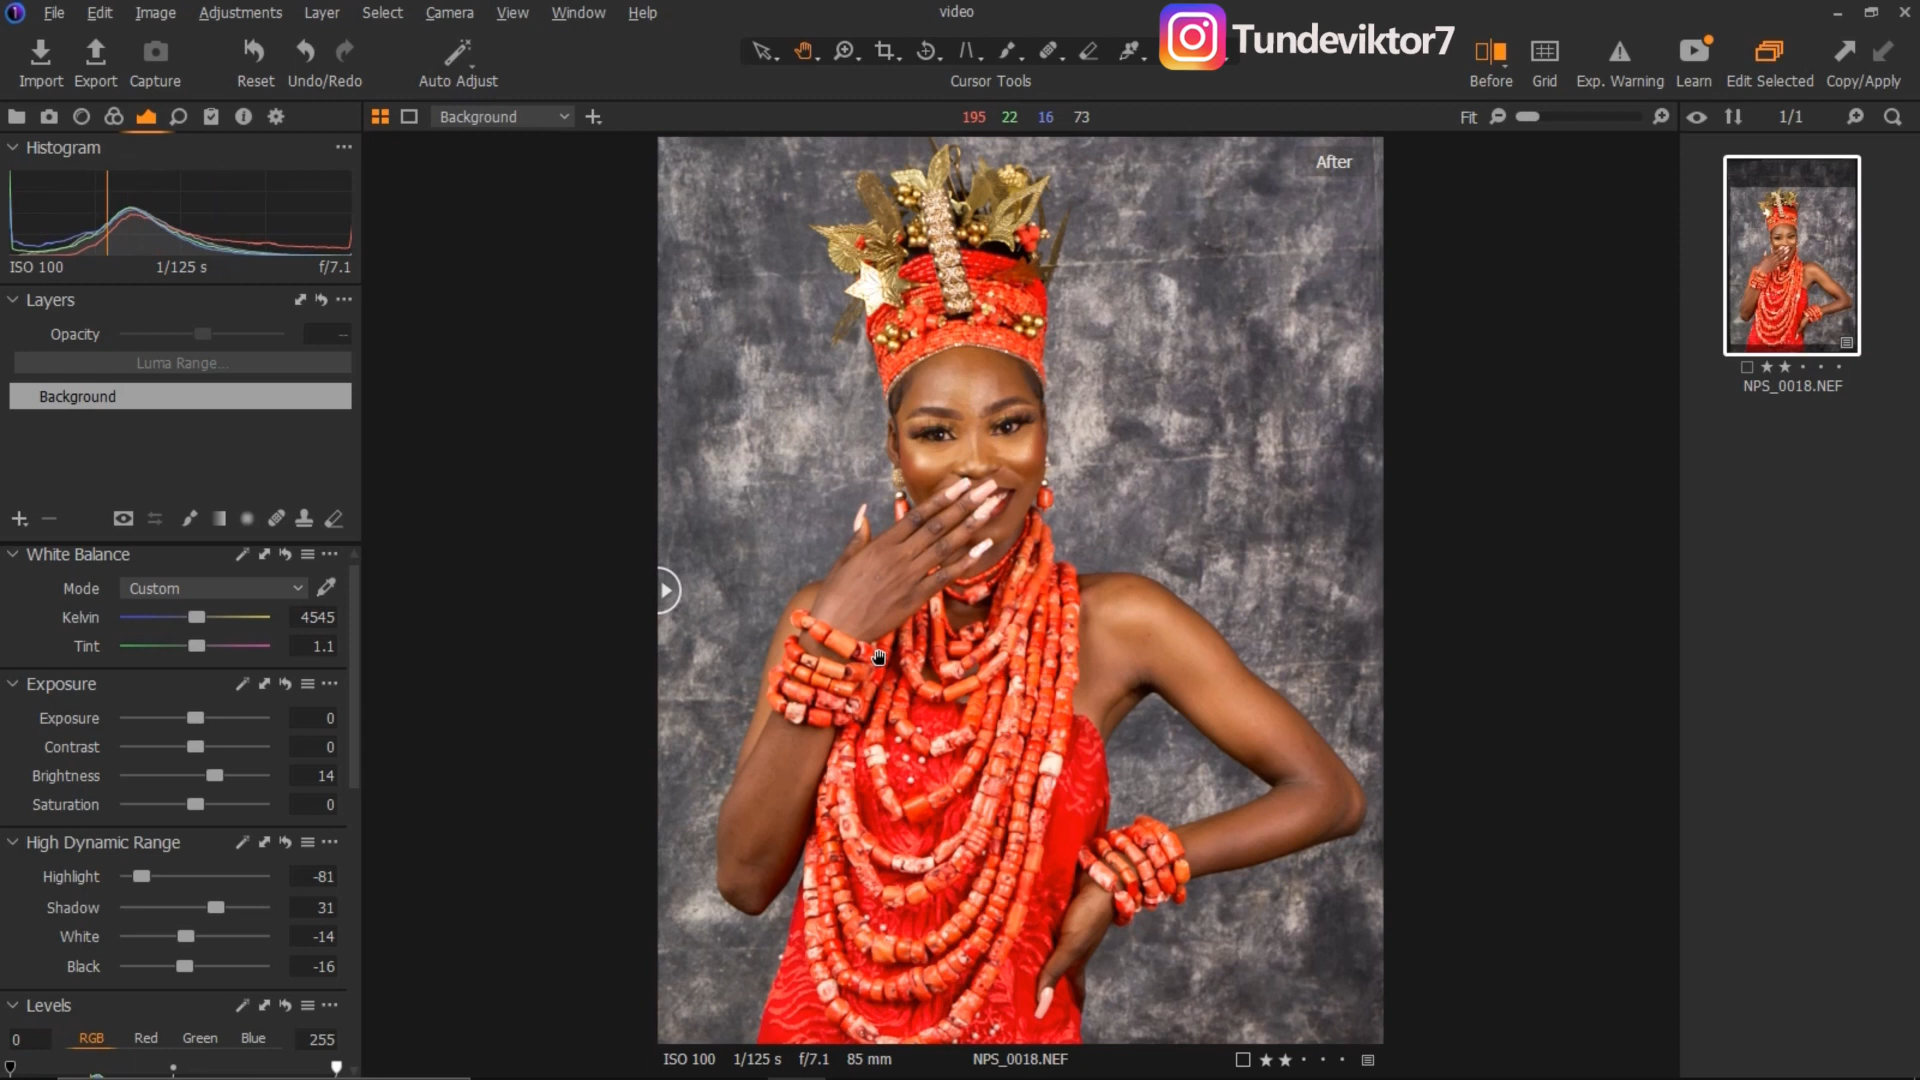 File Edit Image Adjustments Layer Select Camera View Window Help
video
Tundeviktor7
Import Export Capture Reset Undo/Redo Auto Adjust
Cursor Tools
Before Grid Exp. Warning Learn Edit Selected Copy/Apply
Background
195 22 16 73
Fit
1/1
Histogram
ISO 100 1/125 s f/7.1
Layers
Opacity --
Luma Range...
Background
White Balance
Mode Custom
Kelvin 4545
Tint 1.1
Exposure
Exposure 0
Contrast 0
Brightness 14
Saturation 0
High Dynamic Range
Highlight -81
Shadow 31
White -14
Black -16
Levels
0 RGB Red Green Blue 255
After
ISO 100 1/125 s f/7.1 85 mm NPS_0018.NEF
NPS_0018.NEF